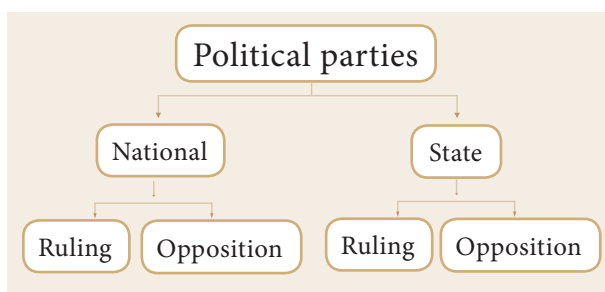 Political parties
National
State
Ruling
Opposition
Ruling
Opposition